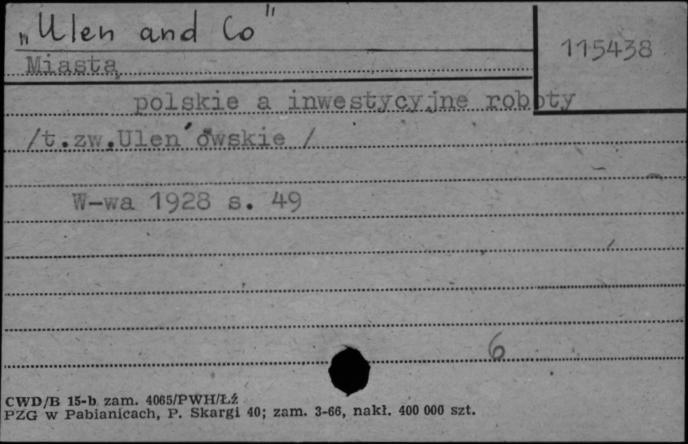 „Ulen and Co"
115438
Miasta
polskie a inwestycyjne roboty
/t.zw.Ulen'owskie /
W-wa 1928 s. 49
6
CWD/B 15-b zam. 4065/PWH/ŁŹ
PZG w Pabianicach, P. Skargi 40; zam. 3-66, nakł. 400 000 szt.